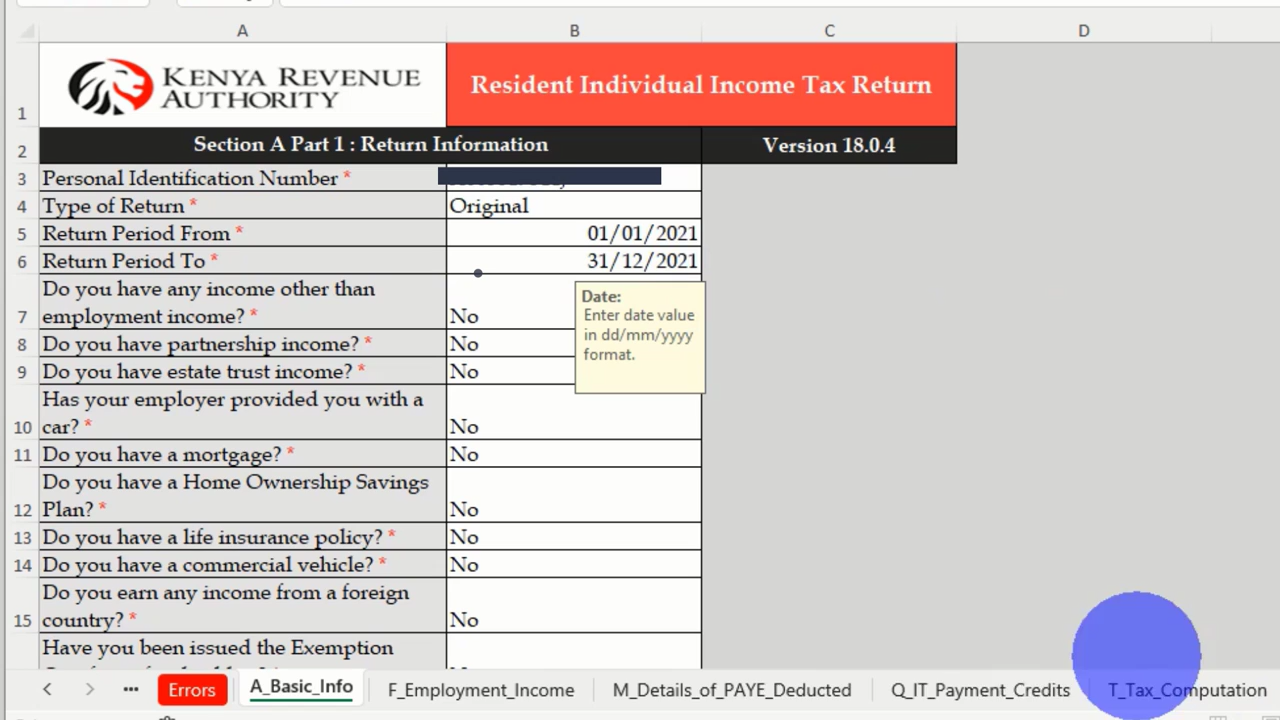 A B C D
KENYA REVENUE
AUTHORITY
Resident Individual Income Tax Return
1
2 Section A Part 1 : Return Information Version 18.0.4
3 Personal Identification Number *
4 Type of Return * Original
5 Return Period From * 01/01/2021
6 Return Period To * 31/12/2021
Do you have any income other than
7 employment income? * No
Date:
Enter date value
in dd/mm/yyyy
format.
8 Do you have partnership income? * No
9 Do you have estate trust income? * No
Has your employer provided you with a
10 car? * No
11 Do you have a mortgage? * No
Do you have a Home Ownership Savings
12 Plan? * No
13 Do you have a life insurance policy? * No
14 Do you have a commercial vehicle? * No
Do you earn any income from a foreign
15 country? * No
Have you been issued the Exemption
... Errors A_Basic_Info F_Employment_Income M_Details_of_PAYE_Deducted Q_IT_Payment_Credits T_Tax_Computation